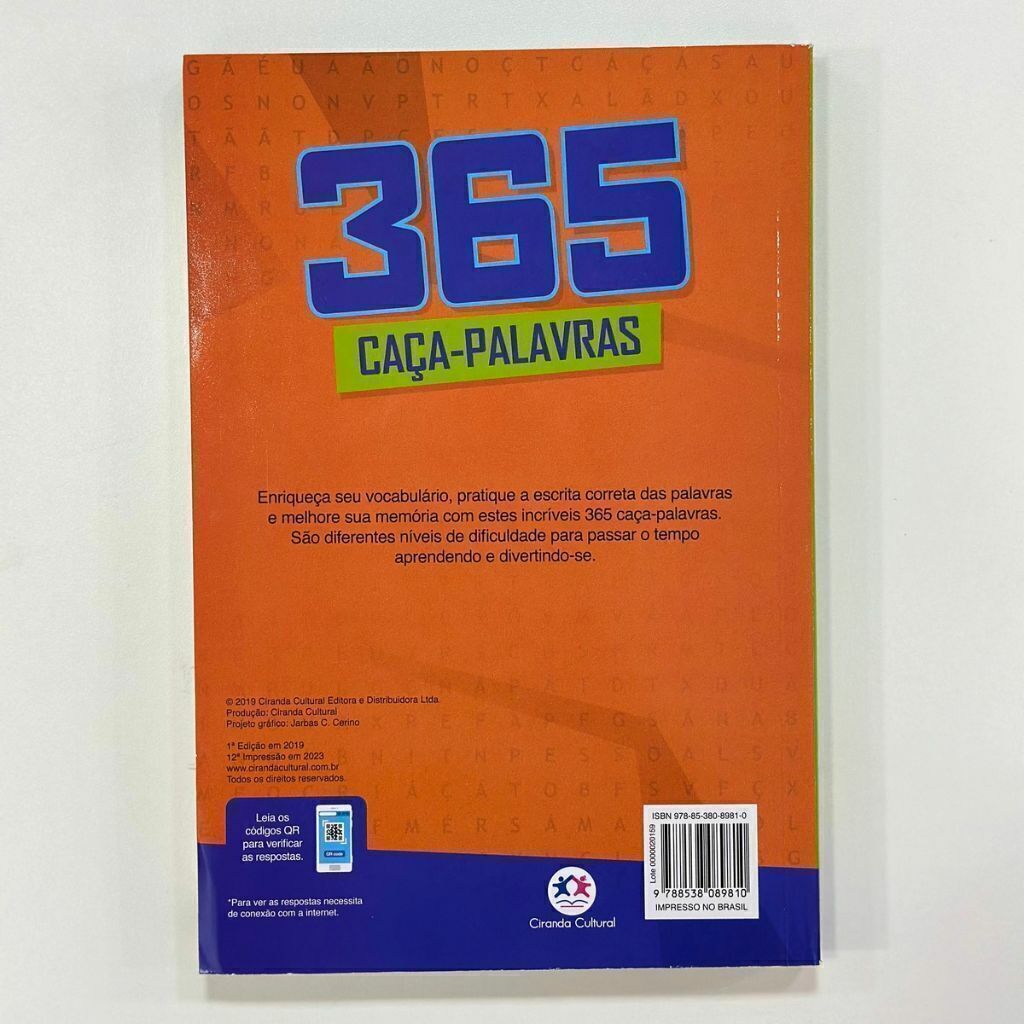 365
CAÇA-PALAVRAS
Enriqueça seu vocabulário, pratique a escrita correta das palavras
e melhore sua memória com estes incríveis 365 caça-palavras.
São diferentes níveis de dificuldade para passar o tempo
aprendendo e divertindo-se.
© 2019 Ciranda Cultural Editora e Distribuidora Ltda.
Produção: Ciranda Cultural
Projeto gráfico: Jarbas C. Cerino
1ª Edição em 2019
12ª Impressão em 2023
www.cirandacultural.com.br
Todos os direitos reservados.
Leia os
códigos QR
para verificar
as respostas.
QR code
*Para ver as respostas necessita
de conexão com a internet.
Ciranda Cultural
ISBN 978-85-380-8981-0
Lote 0000020159
9 788538 089810
IMPRESSO NO BRASIL